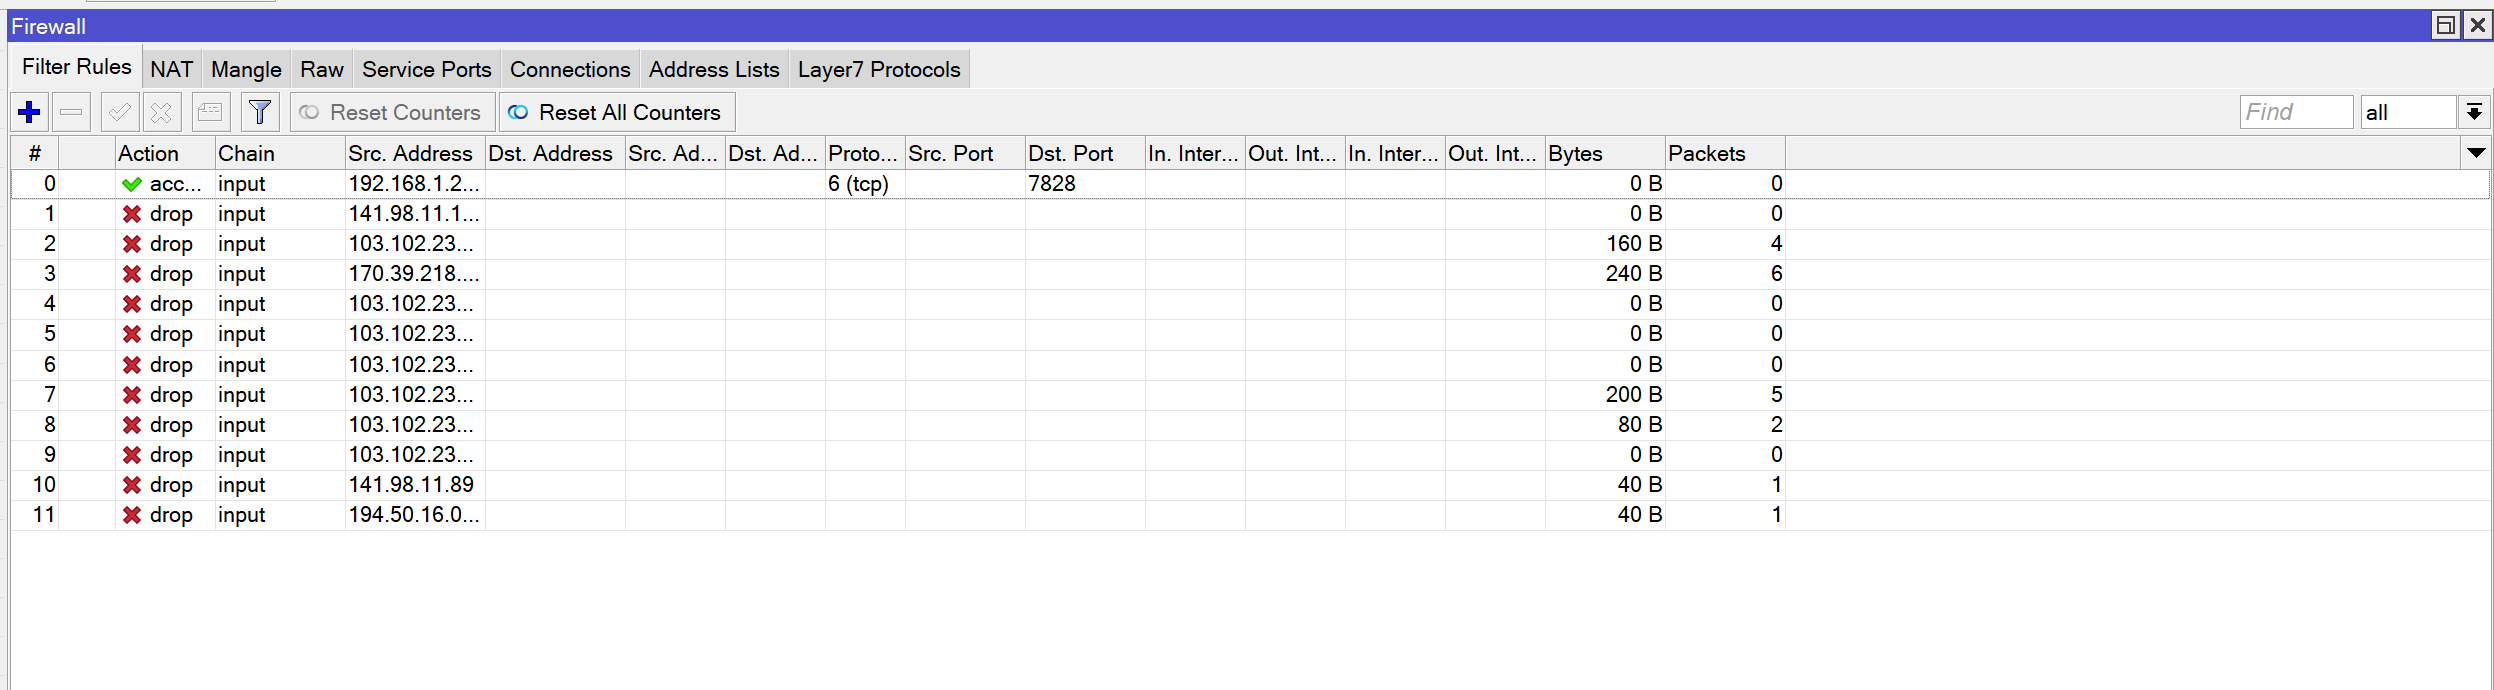 Firewall
Filter Rules NAT Mangle Raw Service Ports Connections Address Lists Layer7 Protocols
Reset Counters Reset All Counters Find all
# Action Chain Src. Address Dst. Address Src. Ad... Dst. Ad... Proto... Src. Port Dst. Port In. Inter... Out. Int... In. Inter... Out. Int... Bytes Packets
0 acc... input 192.168.1.2... 6 (tcp) 7828 0 B 0
1 drop input 141.98.11.1... 0 B 0
2 drop input 103.102.23... 160 B 4
3 drop input 170.39.218.... 240 B 6
4 drop input 103.102.23... 0 B 0
5 drop input 103.102.23... 0 B 0
6 drop input 103.102.23... 0 B 0
7 drop input 103.102.23... 200 B 5
8 drop input 103.102.23... 80 B 2
9 drop input 103.102.23... 0 B 0
10 drop input 141.98.11.89 40 B 1
11 drop input 194.50.16.0... 40 B 1